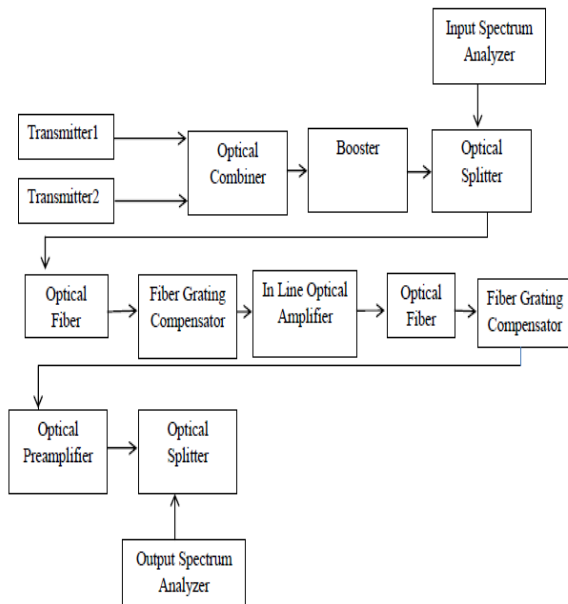 Input Spectrum
Analyzer
Transmitter1
Transmitter2
Optical
Combiner
Booster
Optical
Splitter
Optical
Fiber
Fiber Grating
Compensator
In Line Optical
Amplifier
Optical
Fiber
Fiber Grating
Compensator
Optical
Preamplifier
Optical
Splitter
Output Spectrum
Analyzer